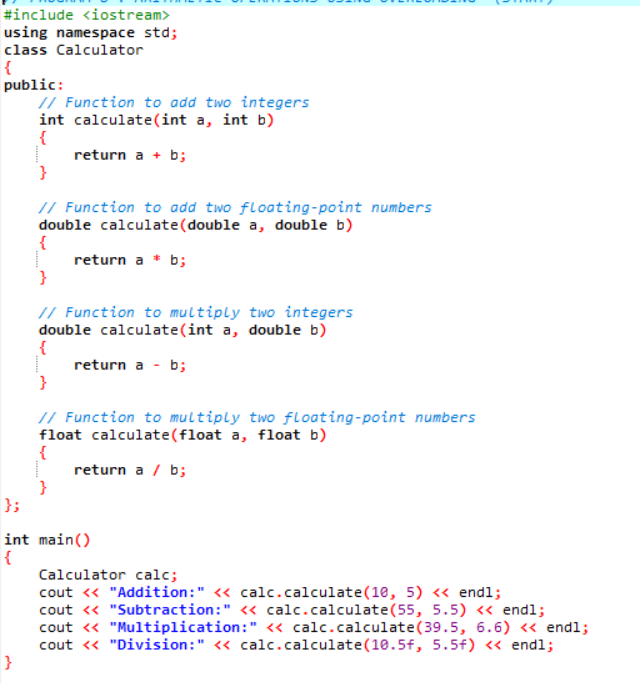 #include <iostream>
using namespace std;
class Calculator
{
public:
    // Function to add two integers
    int calculate(int a, int b)
    {
        return a + b;
    }

    // Function to add two floating-point numbers
    double calculate(double a, double b)
    {
        return a * b;
    }

    // Function to multiply two integers
    double calculate(int a, double b)
    {
        return a - b;
    }

    // Function to multiply two floating-point numbers
    float calculate(float a, float b)
    {
        return a / b;
    }
};

int main()
{
    Calculator calc;
    cout << "Addition:" << calc.calculate(10, 5) << endl;
    cout << "Subtraction:" << calc.calculate(55, 5.5) << endl;
    cout << "Multiplication:" << calc.calculate(39.5, 6.6) << endl;
    cout << "Division:" << calc.calculate(10.5f, 5.5f) << endl;
}